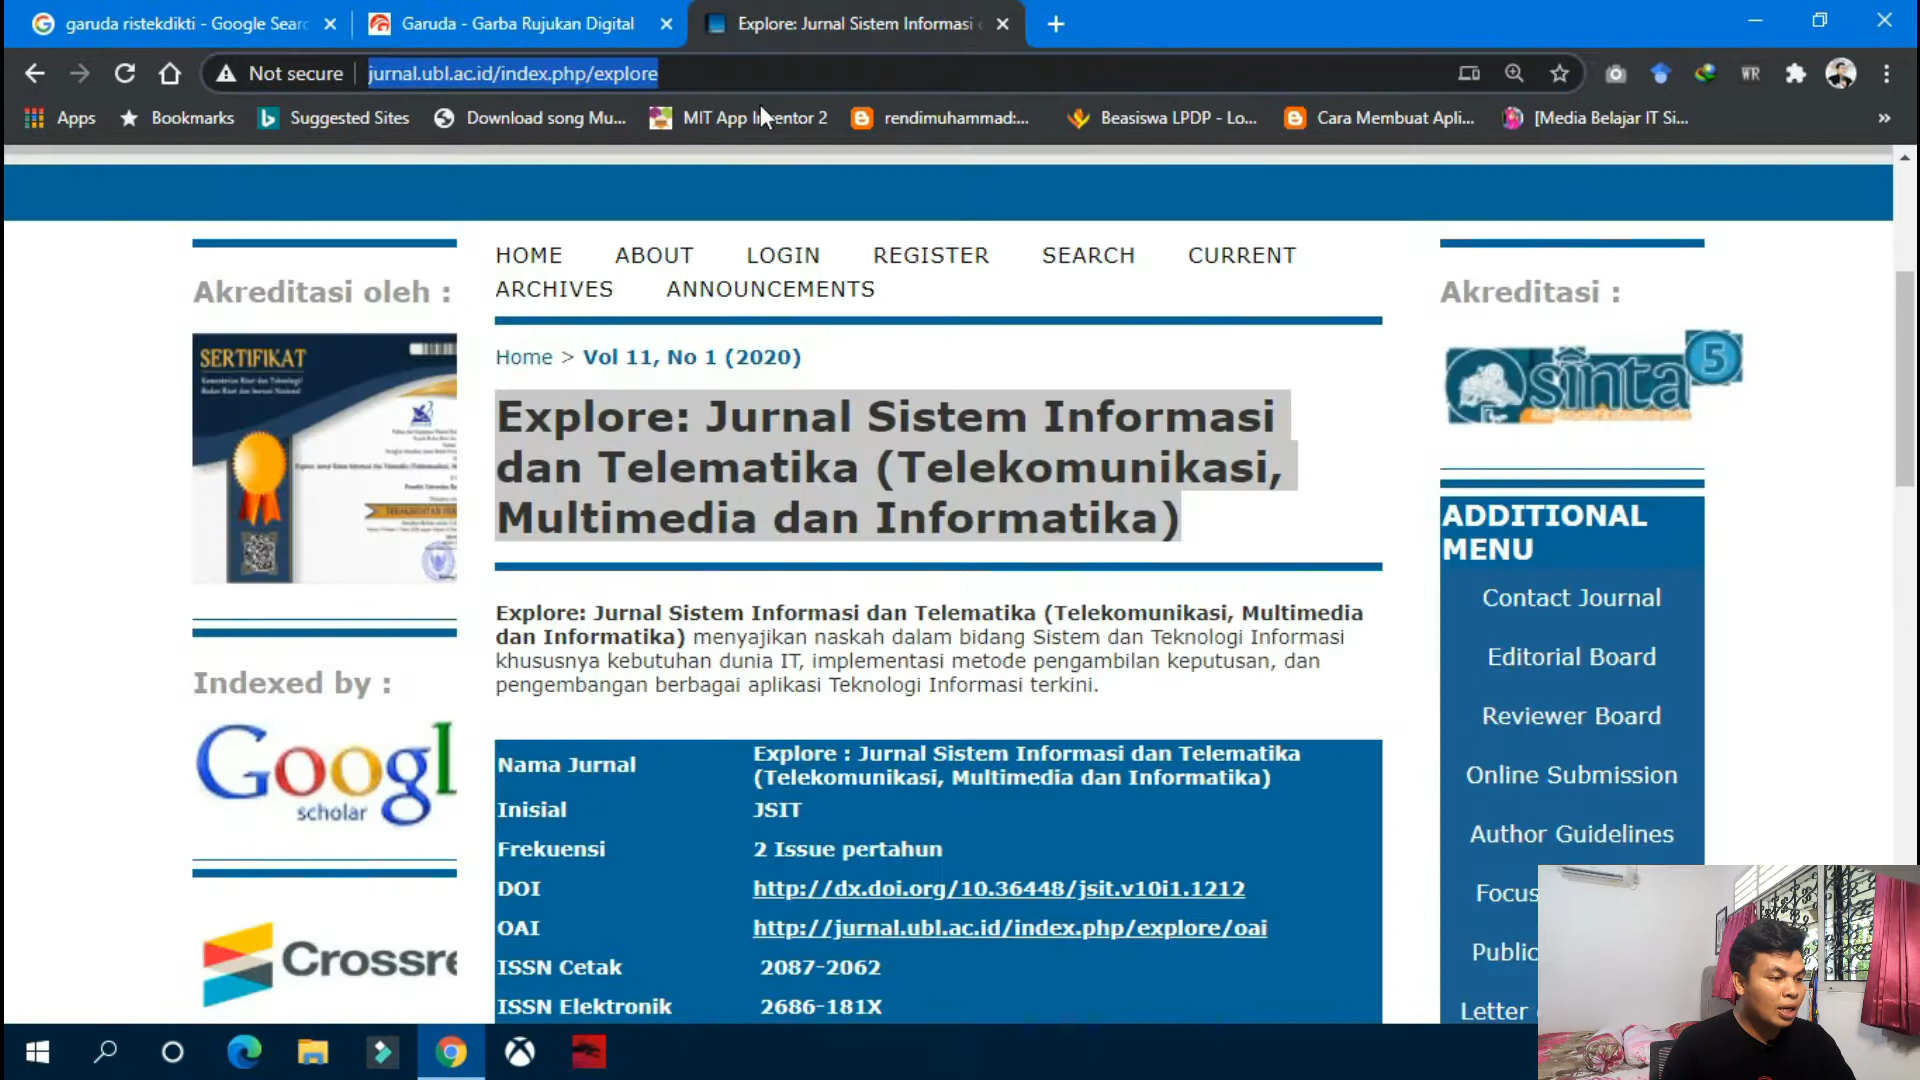 garuda ristekdikti - Google Searc
Garuda - Garba Rujukan Digital
Explore: Jurnal Sistem Informasi
Not secure
jurnal.ubl.ac.id/index.php/explore
WR
Apps
Bookmarks
Suggested Sites
Download song Mu...
MIT App Inventor 2
rendimuhammad:...
Beasiswa LPDP - Lo...
Cara Membuat Apli...
[Media Belajar IT Si...
»
HOME ABOUT LOGIN REGISTER SEARCH CURRENT
ARCHIVES ANNOUNCEMENTS
Akreditasi oleh :
SERTIFIKAT
Indexed by :
Googl
scholar
Crossre
Home > Vol 11, No 1 (2020)
Explore: Jurnal Sistem Informasi
dan Telematika (Telekomunikasi,
Multimedia dan Informatika)
Explore: Jurnal Sistem Informasi dan Telematika (Telekomunikasi, Multimedia
dan Informatika) menyajikan naskah dalam bidang Sistem dan Teknologi Informasi
khususnya kebutuhan dunia IT, implementasi metode pengambilan keputusan, dan
pengembangan berbagai aplikasi Teknologi Informasi terkini.
Nama Jurnal Explore : Jurnal Sistem Informasi dan Telematika
(Telekomunikasi, Multimedia dan Informatika)
Inisial JSIT
Frekuensi 2 Issue pertahun
DOI http://dx.doi.org/10.36448/jsit.v10i1.1212
OAI http://jurnal.ubl.ac.id/index.php/explore/oai
ISSN Cetak 2087-2062
ISSN Elektronik 2686-181X
Akreditasi :
sinta 5
ADDITIONAL
MENU
Contact Journal
Editorial Board
Reviewer Board
Online Submission
Author Guidelines
Focus
Public
Letter